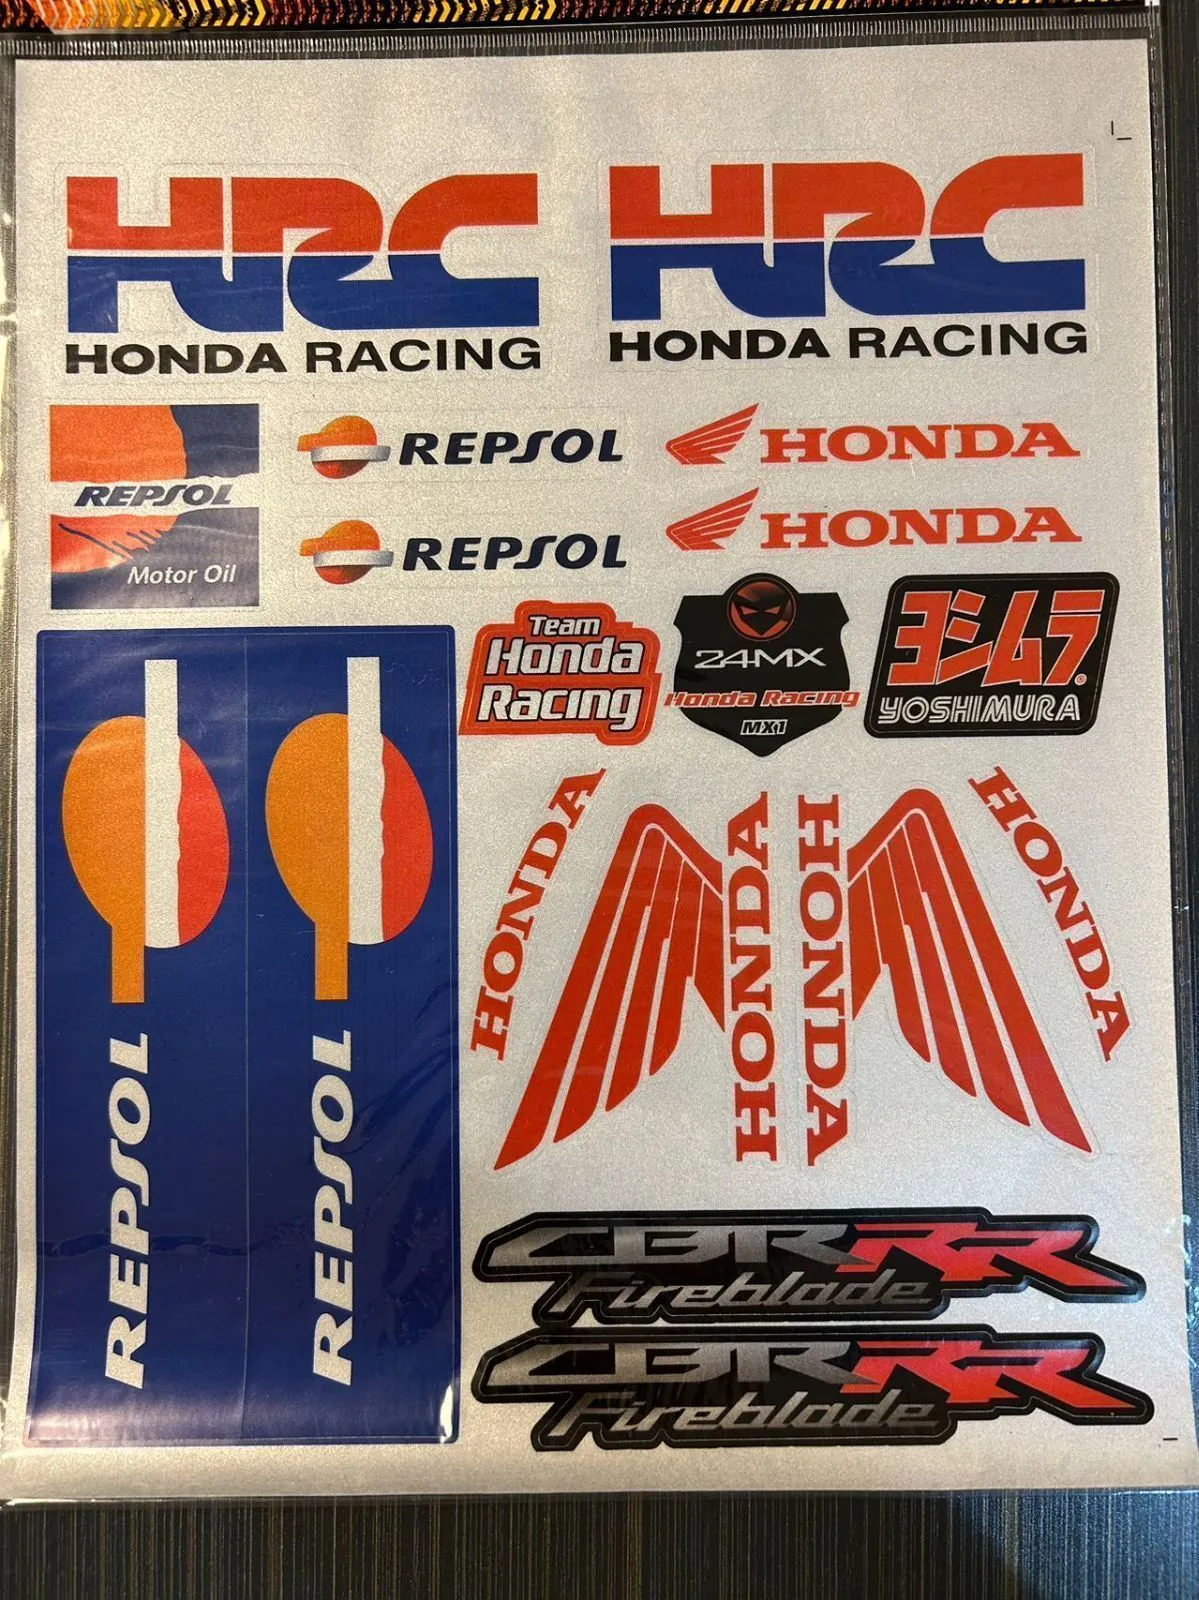 HRC
HONDA RACING
HRC
HONDA RACING
REPSOL
Motor Oil
REPSOL
REPSOL
HONDA
HONDA
Team
Honda
Racing
24MX
Honda Racing
MX1
ヨシムラ®
YOSHIMURA
REPSOL
REPSOL
HONDA
HONDA
HONDA
HONDA
CBR RR
Fireblade
CBR RR
Fireblade